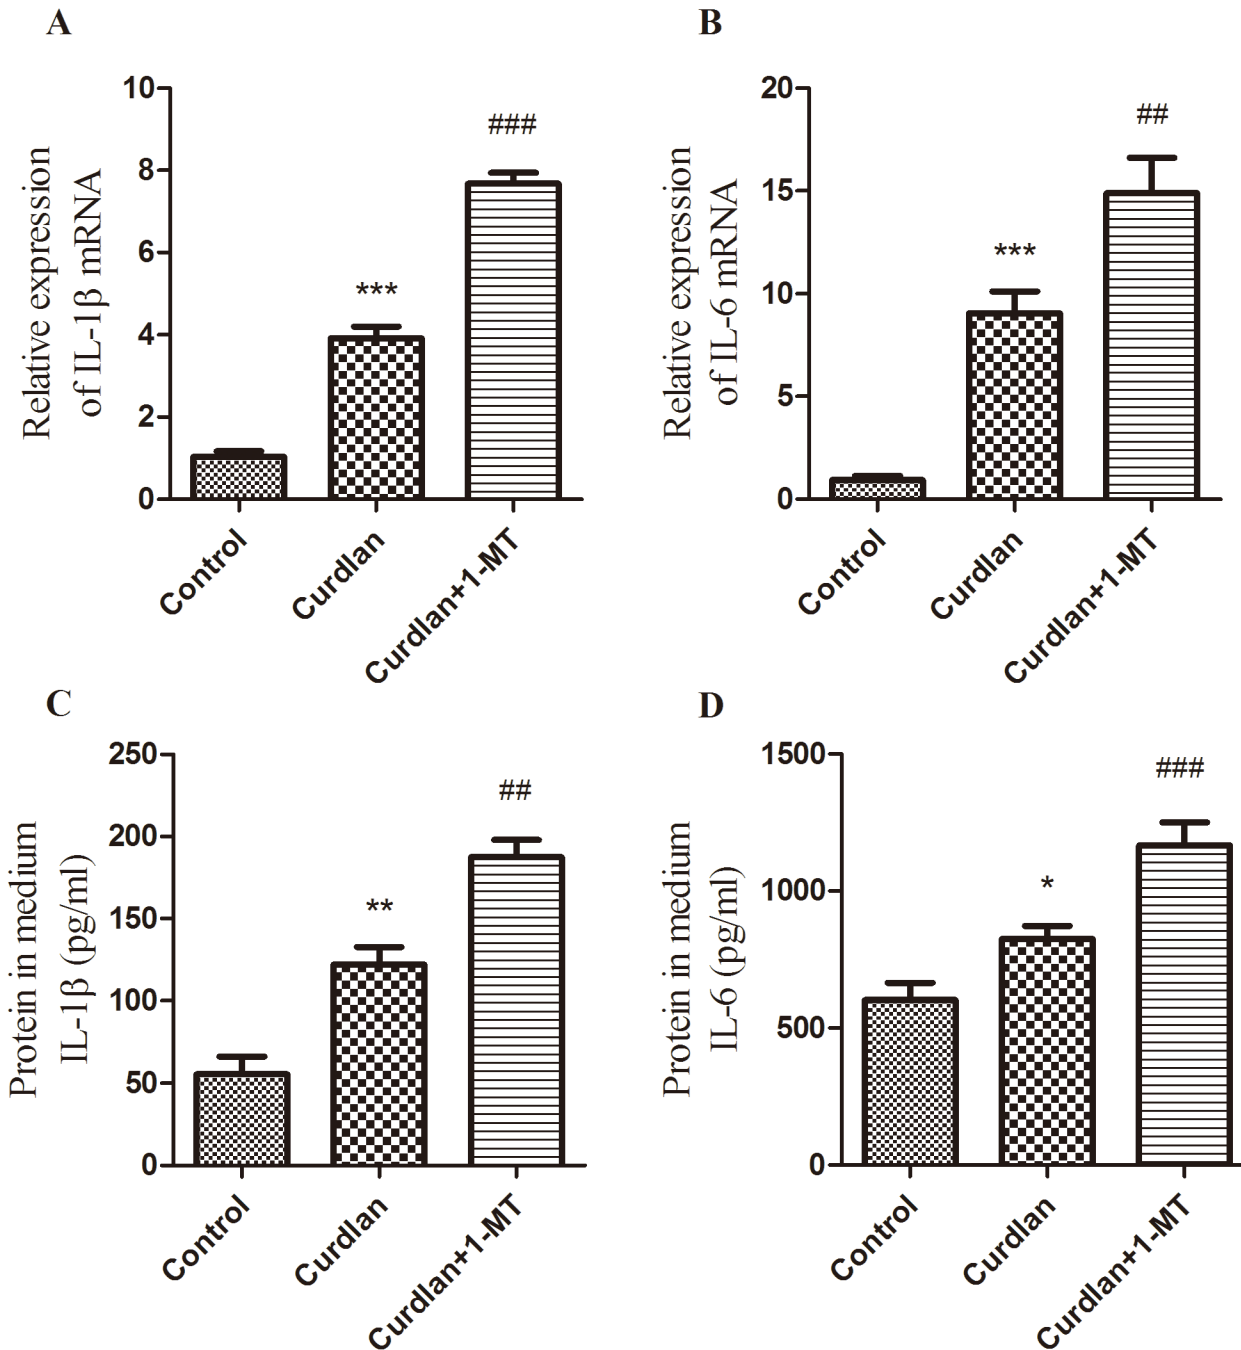 A
Relative expression
of IL-1β mRNA
10
8
6
4
2
0
***
###
Control
Curdlan
Curdlan+1-MT
B
Relative expression
of IL-6 mRNA
20
15
10
5
0
***
##
Control
Curdlan
Curdlan+1-MT
C
Protein in medium
IL-1β (pg/ml)
250
200
150
100
50
0
**
##
Control
Curdlan
Curdlan+1-MT
D
Protein in medium
IL-6 (pg/ml)
1500
1000
500
0
*
###
Control
Curdlan
Curdlan+1-MT